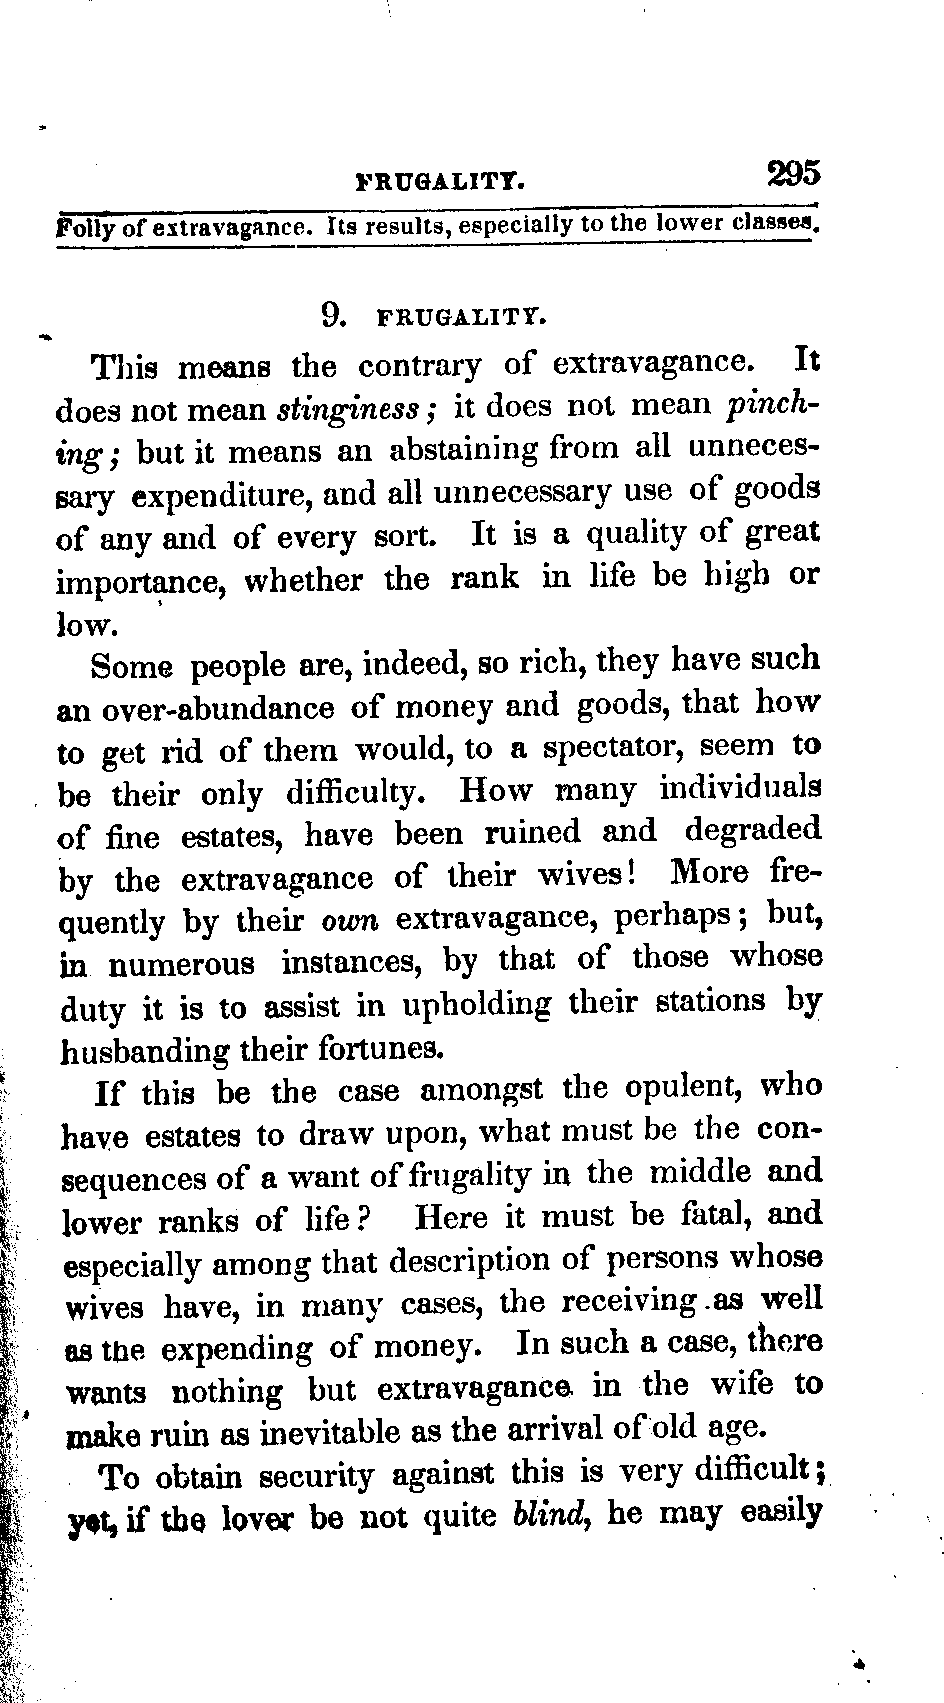 FRUGALITY. 295
Folly of extravagance. Its results, especially to the lower classes.
9. FRUGALITY.
This means the contrary of extravagance. It
does not mean stinginess; it does not mean pinch-
ing; but it means an abstaining from all unneces-
sary expenditure, and all unnecessary use of goods
of any and of every sort. It is a quality of great
importance, whether the rank in life be high or
low.
Some people are, indeed, so rich, they have such
an over-abundance of money and goods, that how
to get rid of them would, to a spectator, seem to
be their only difficulty. How many individuals
of fine estates, have been ruined and degraded
by the extravagance of their wives! More fre-
quently by their own extravagance, perhaps; but,
in numerous instances, by that of those whose
duty it is to assist in upholding their stations by
husbanding their fortunes.
If this be the case amongst the opulent, who
have estates to draw upon, what must be the con-
sequences of a want of frugality in the middle and
lower ranks of life? Here it must be fatal, and
especially among that description of persons whose
wives have, in many cases, the receiving as well
as the expending of money. In such a case, there
wants nothing but extravagance in the wife to
make ruin as inevitable as the arrival of old age.
To obtain security against this is very difficult;
yet, if the lover be not quite blind, he may easily